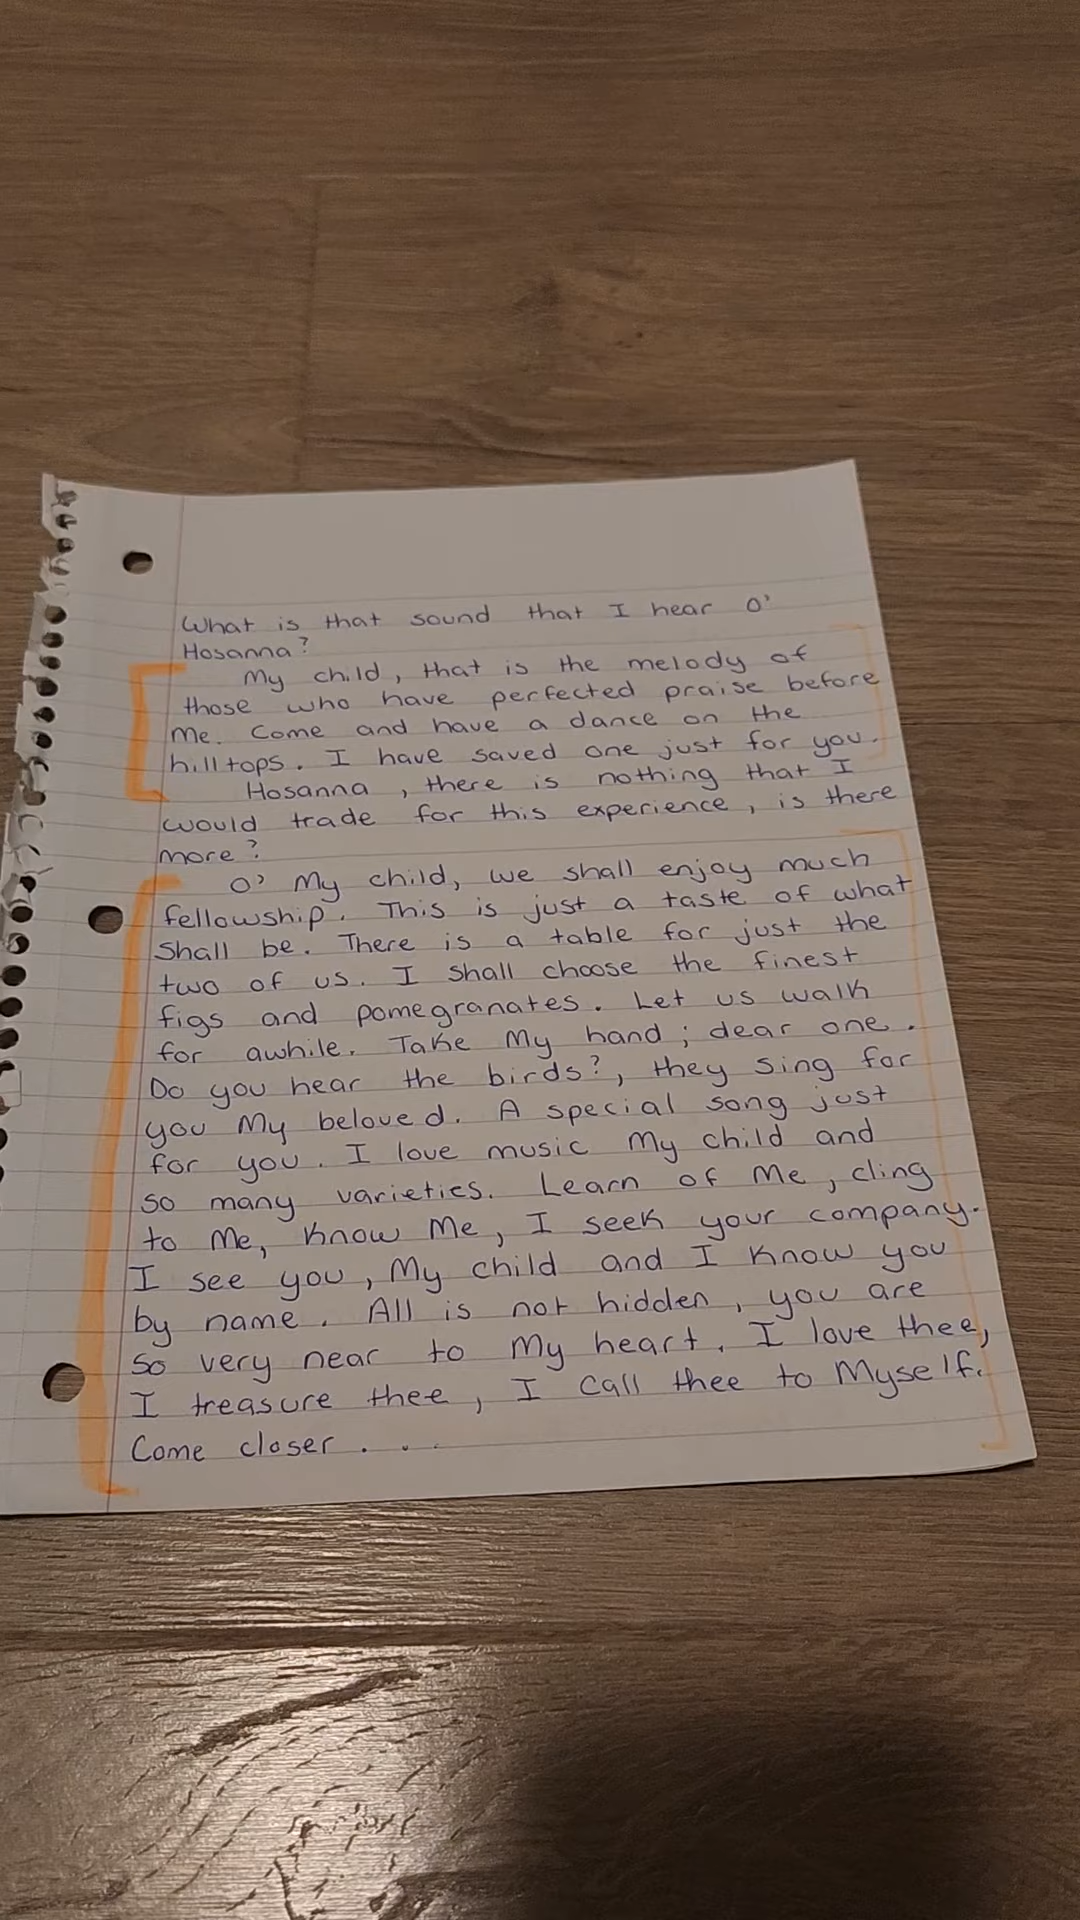 What is that sound that I hear O'
Hosanna?
My child, that is the melody of
those who have perfected praise before
Me. Come and have a dance on the
hilltops. I have saved one just for you.
Hosanna, there is nothing that I
would trade for this experience, is there
more?
O' My child, we shall enjoy much
fellowship. This is just a taste of what
shall be. There is a table for just the
two of us. I shall choose the finest
figs and pomegranates. Let us walk
for awhile. Take My hand; dear one.
Do you hear the birds?, they sing for
you My beloved. A special song just
for you. I love music My child and
so many varieties. Learn of Me, cling
to Me, Know Me, I seek your company.
I see you, My child and I Know you
by name. All is not hidden, you are
so very near to My heart. I love thee,
I treasure thee, I call thee to Myself.
Come closer . . .